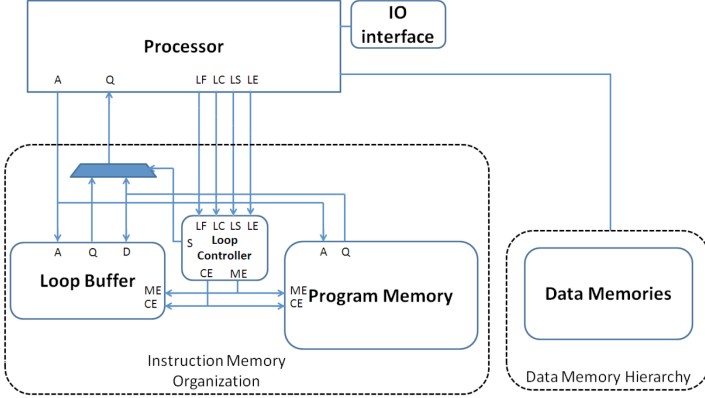 IO
interface
Processor
A Q LF LC LS LE
LF LC LS LE
S Loop
Controller
CE ME
A Q D
Loop Buffer
ME
CE
A Q
ME
CE
Program Memory
Data Memories
Instruction Memory
Organization
Data Memory Hierarchy